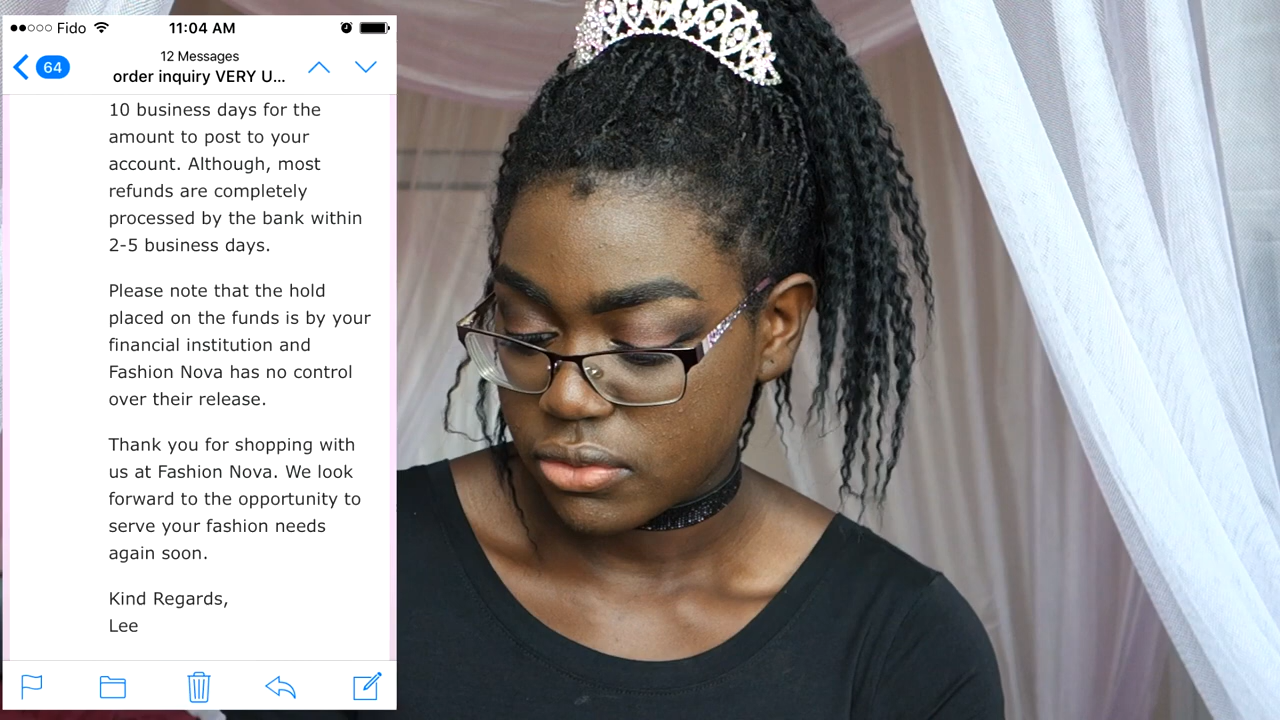 Fido 11:04 AM
64
12 Messages
order inquiry VERY U...
10 business days for the
amount to post to your
account. Although, most
refunds are completely
processed by the bank within
2-5 business days.
Please note that the hold
placed on the funds is by your
financial institution and
Fashion Nova has no control
over their release.
Thank you for shopping with
us at Fashion Nova. We look
forward to the opportunity to
serve your fashion needs
again soon.
Kind Regards,
Lee